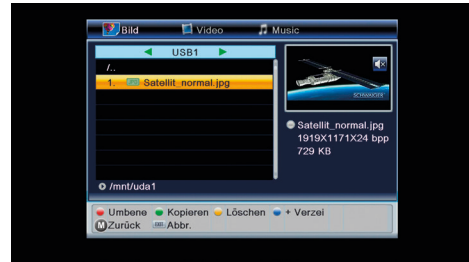 Bild Video Music
USB1
/..
1. Satellit_normal.jpg
SCHWAIGER
Satellit_normal.jpg
1919X1171X24 bpp
729 KB
/mnt/uda1
Umbene Kopieren Löschen + Verzei
M Zurück Abbr.